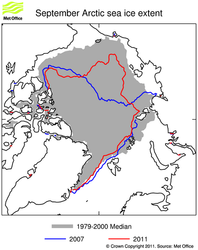 Met Office
September Arctic sea ice extent
1979-2000 Median
2007
2011
© Crown Copyright 2011. Source: Met Office